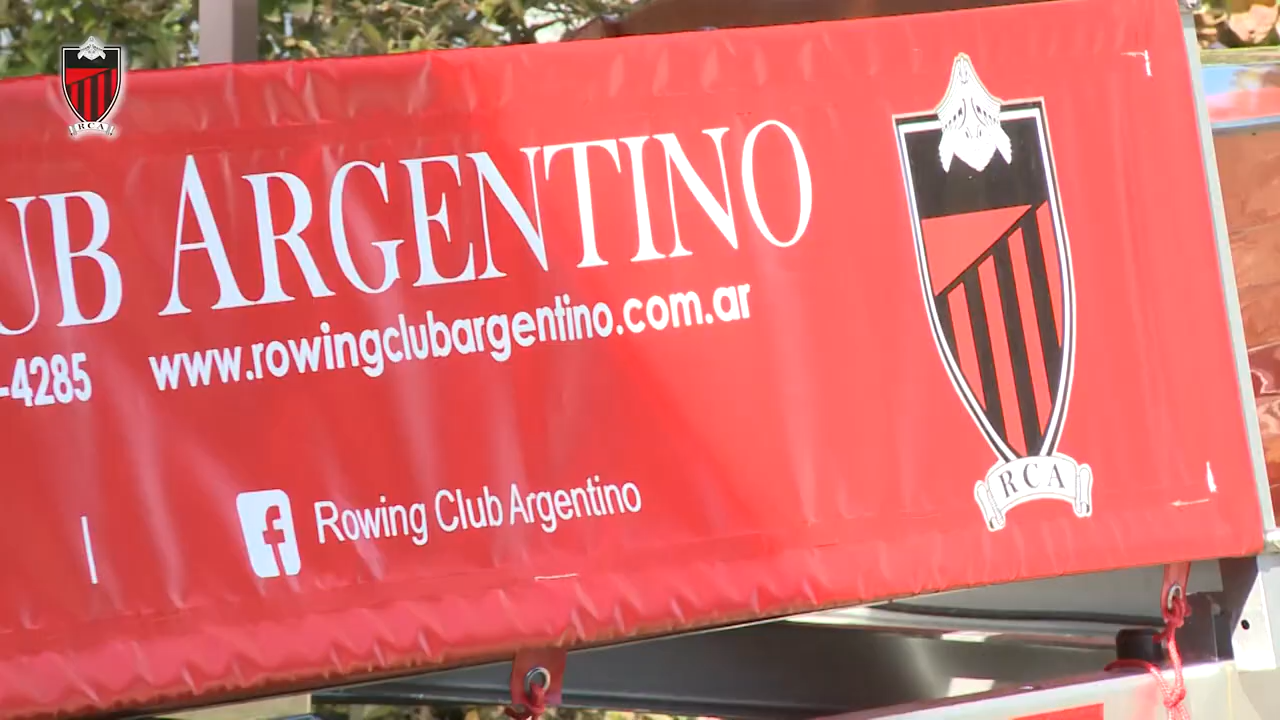 RCA
UB ARGENTINO
-4285 www.rowingclubargentino.com.ar
f Rowing Club Argentino
RCA